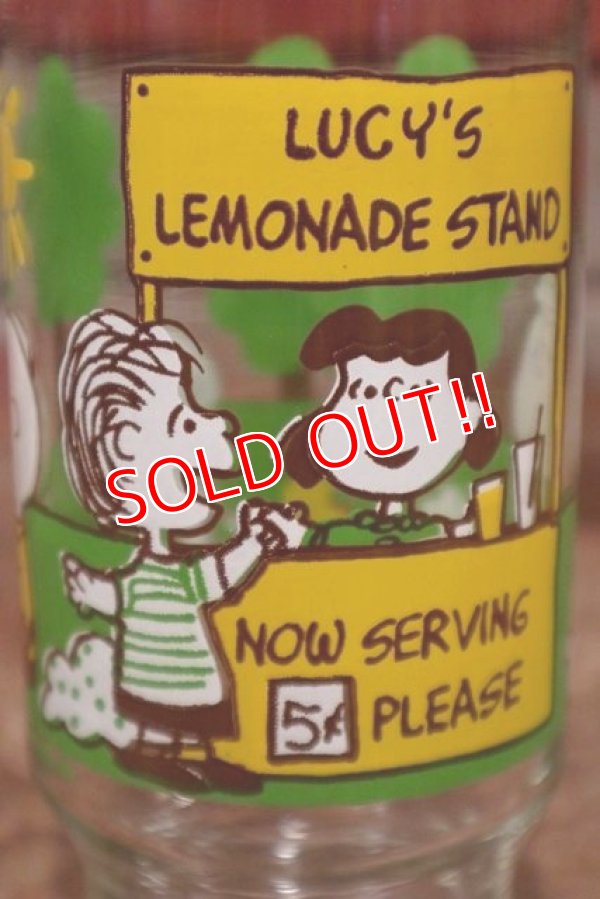 LUCY'S
LEMONADE STAND
SOLD OUT!!
NOW SERVING
5¢ PLEASE